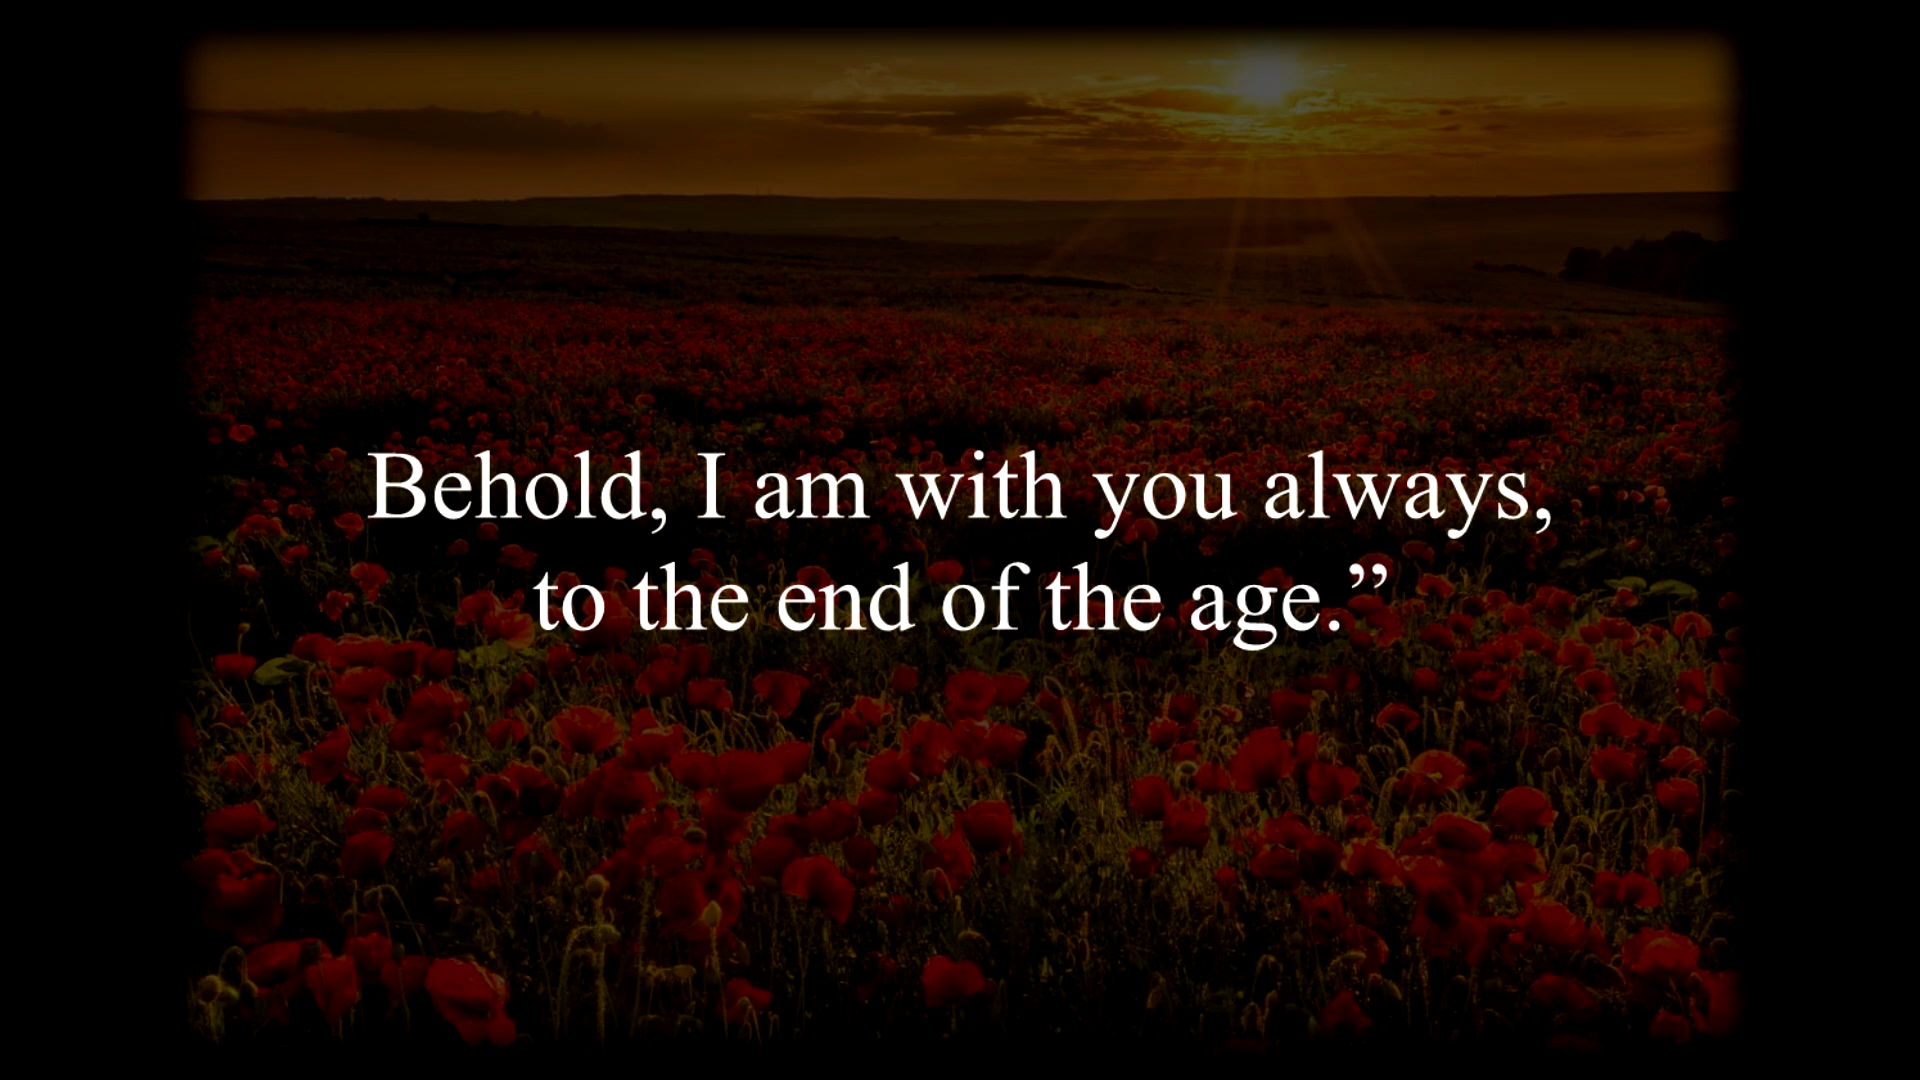 Behold, I am with you always,
to the end of the age.”